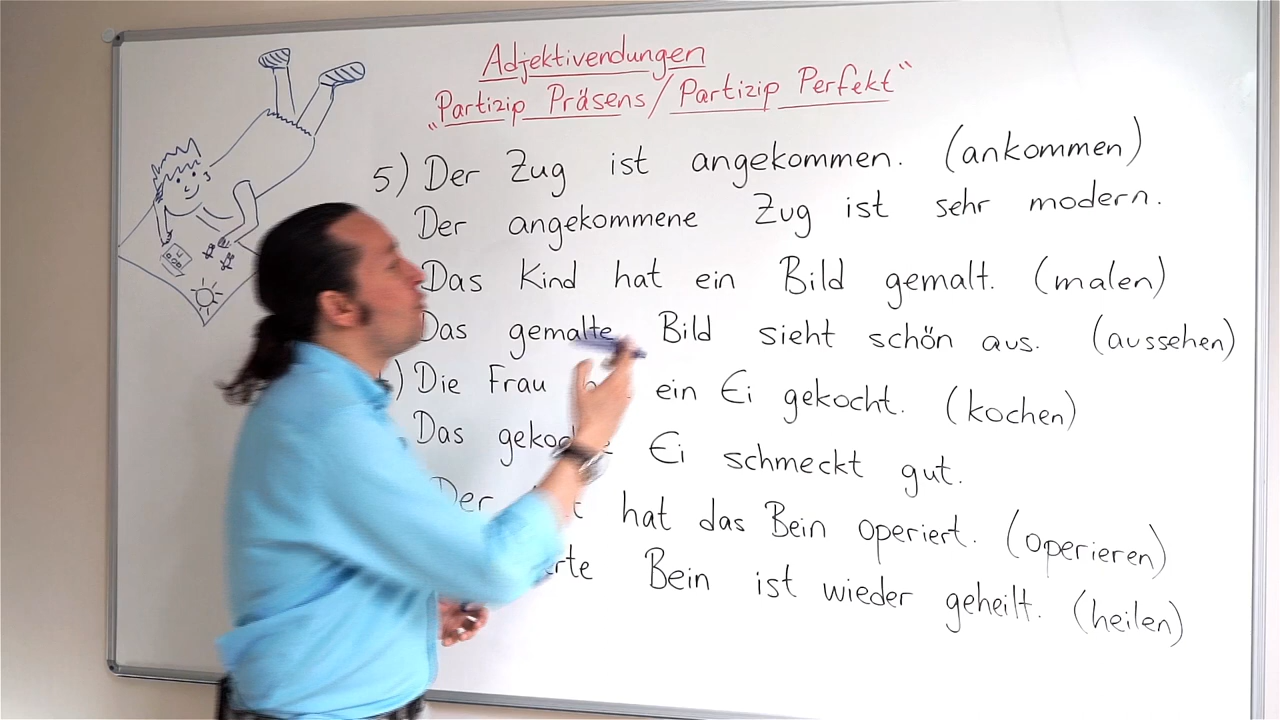 Adjektivendungen
"Partizip Präsens/Partizip Perfekt"
5) Der Zug ist angekommen. (ankommen)
Der angekommene Zug ist sehr modern.
Das Kind hat ein Bild gemalt. (malen)
Das gemalte Bild sieht schön aus. (aussehen)
) Die Frau ein Ei gekocht. (kochen)
Das Ei schmeckt gut.
Der hat das Bein operiert. (operieren)
Bein ist wieder geheilt. (heilen)